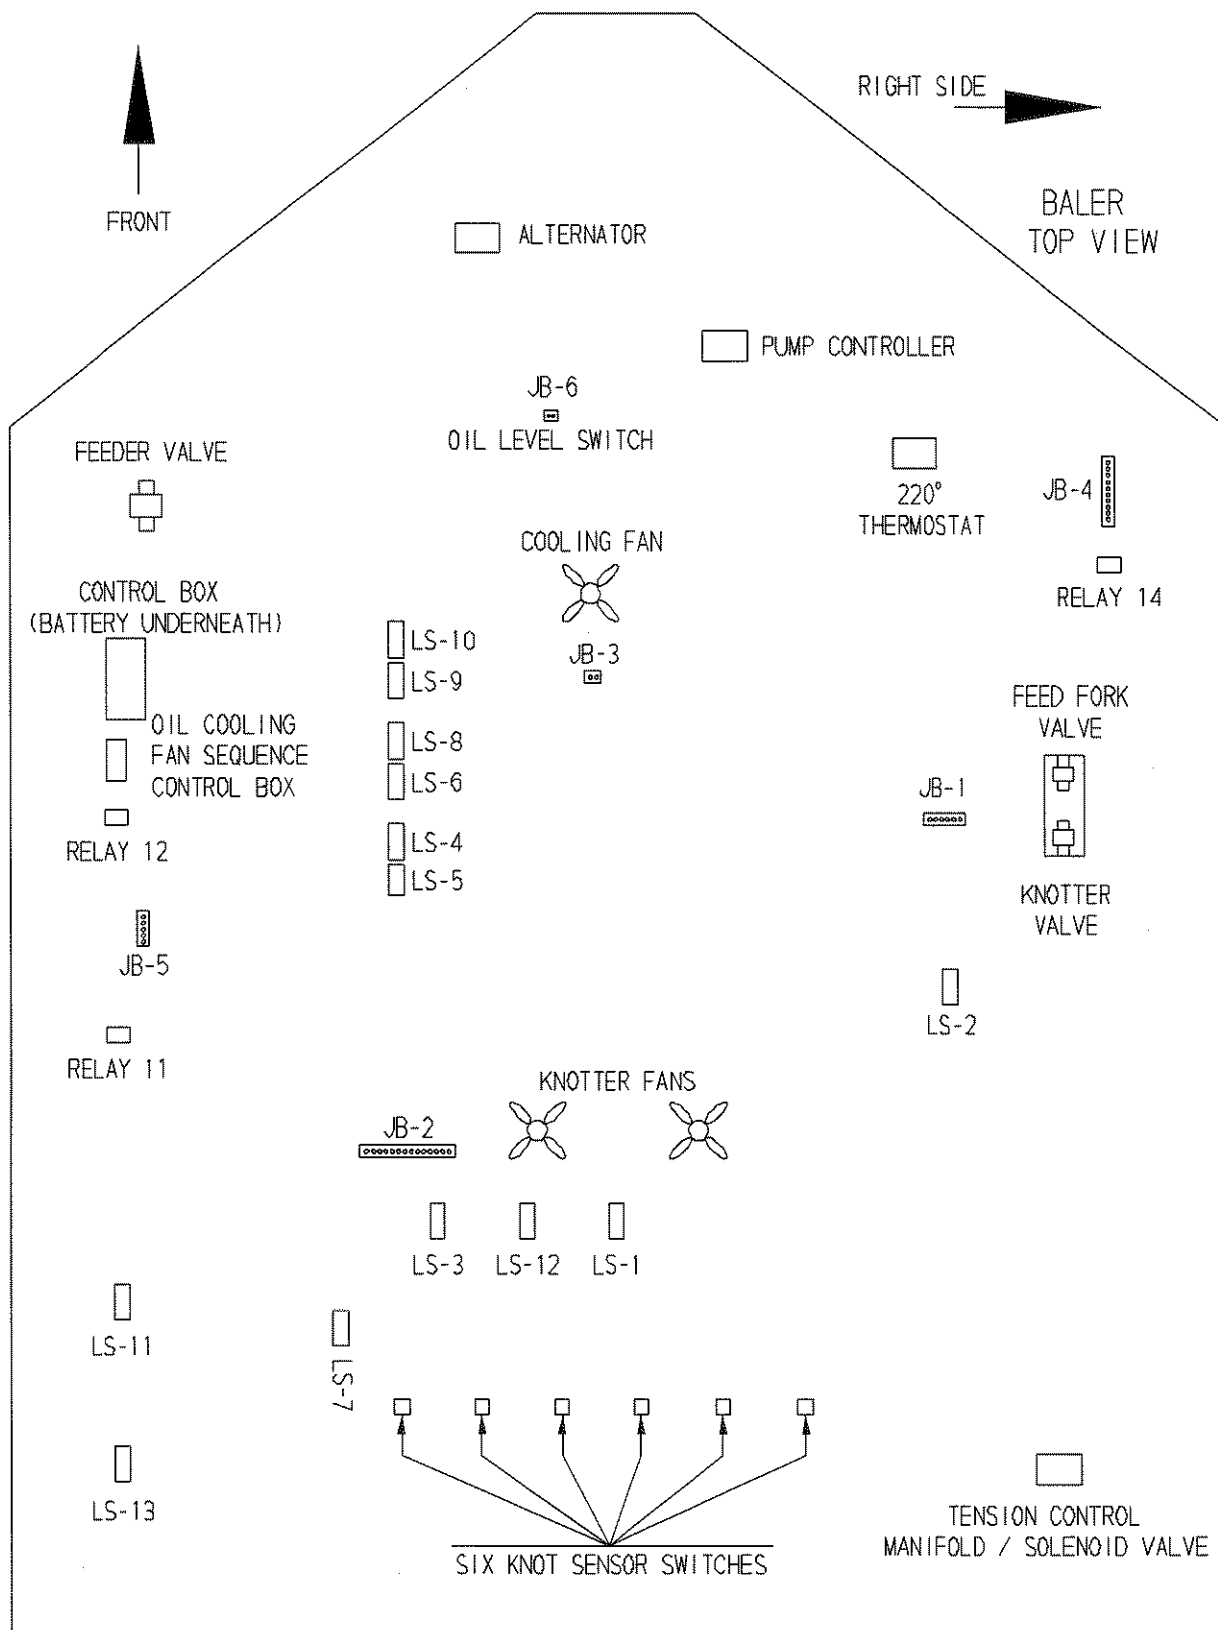 RIGHT SIDE
FRONT
BALER
TOP VIEW
ALTERNATOR
PUMP CONTROLLER
JB-6
OIL LEVEL SWITCH
FEEDER VALVE
220°
THERMOSTAT
JB-4
COOLING FAN
RELAY 14
CONTROL BOX
(BATTERY UNDERNEATH)
LS-10
JB-3
LS-9
FEED FORK
VALVE
OIL COOLING
FAN SEQUENCE
CONTROL BOX
LS-8
LS-6
JB-1
RELAY 12
LS-4
LS-5
KNOTTER
VALVE
JB-5
LS-2
RELAY 11
KNOTTER FANS
JB-2
LS-3
LS-12
LS-1
LS-11
LS-7
LS-13
TENSION CONTROL
MANIFOLD / SOLENOID VALVE
SIX KNOT SENSOR SWITCHES